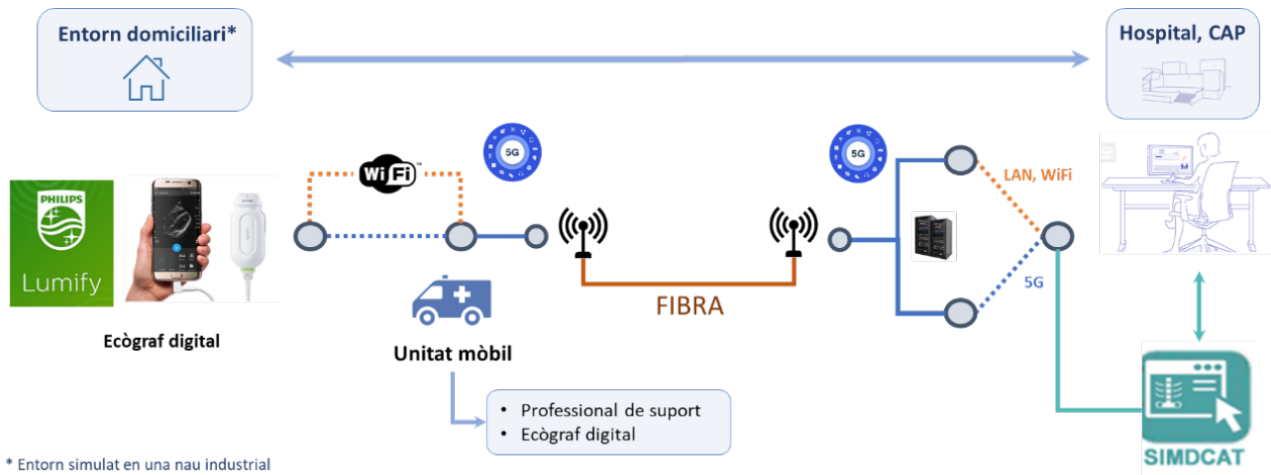 Entorn domiciliari*
Hospital, CAP
PHILIPS
Lumify
Ecògraf digital
WiFi™
5G
Unitat mòbil
• Professional de suport
• Ecògraf digital
FIBRA
5G
LAN, WiFi
5G
SIMDCAT
* Entorn simulat en una nau industrial